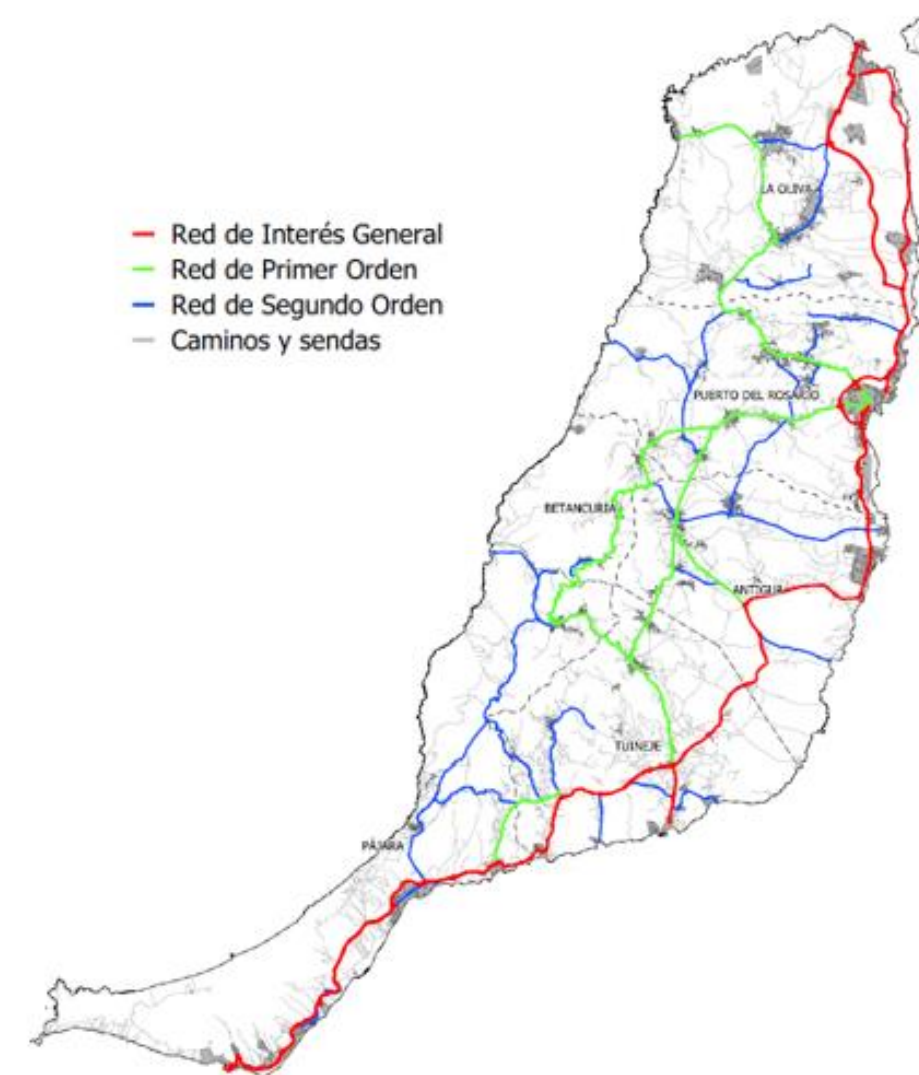 Red de Interés General
Red de Primer Orden
Red de Segundo Orden
Caminos y sendas
LA OLIVA
PUERTO DEL ROSARIO
BETANCURIA
ANTIGUA
TUINEJE
PÁJARA